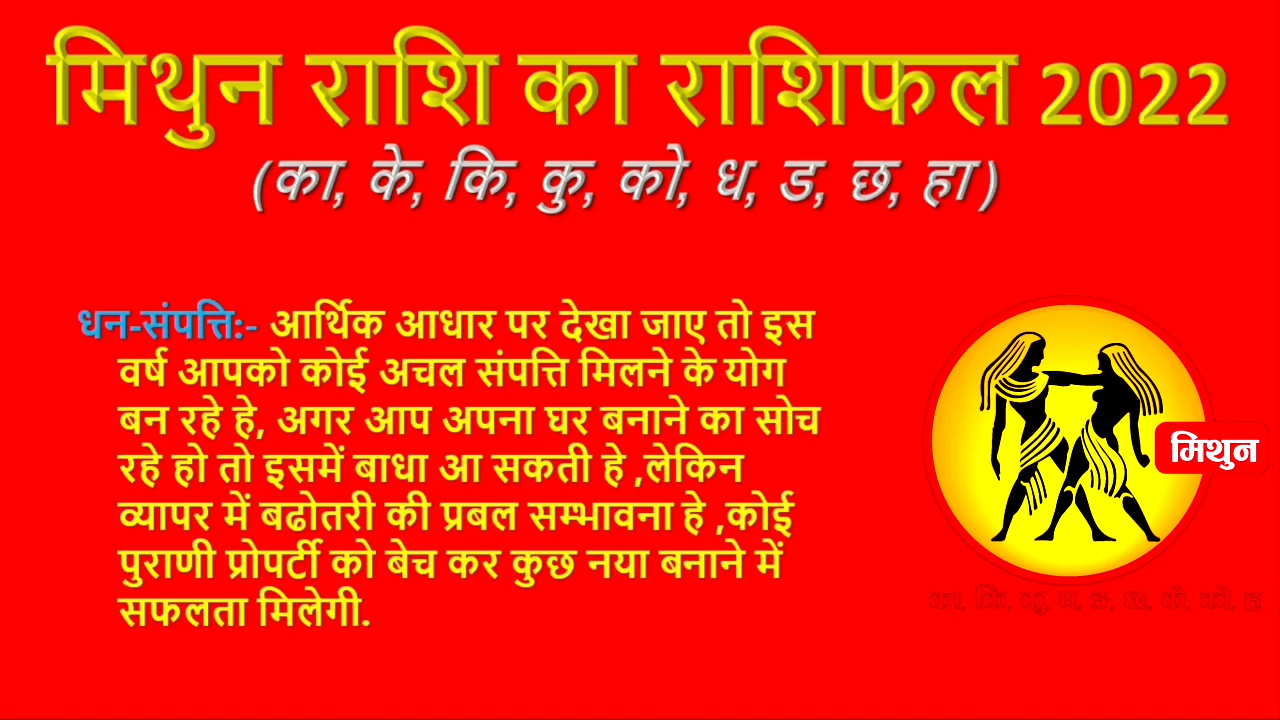 मिथुन राशि का राशिफल 2022
(का, के, कि, कु, को, ध, ड, छ, हा)
धन-संपत्ति:- आर्थिक आधार पर देखा जाए तो इस
वर्ष आपको कोई अचल संपत्ति मिलने के योग
बन रहे हे, अगर आप अपना घर बनाने का सोच
रहे हो तो इसमें बाधा आ सकती हे ,लेकिन
व्यापर में बढोतरी की प्रबल सम्भावना हे ,कोई
पुराणी प्रोपर्टी को बेच कर कुछ नया बनाने में
सफलता मिलेगी.
मिथुन